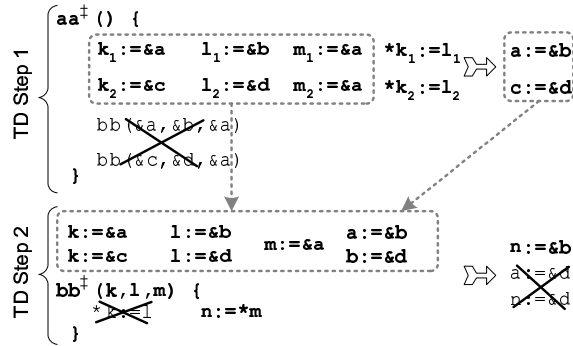 TD Step 1
aa‡ () {
k₁:=&a l₁:=&b m₁:=&a *k₁:=l₁ a:=&b
k₂:=&c l₂:=&d m₂:=&a *k₂:=l₂ c:=&d
bb(&a,&b,&a)
bb(&c,&d,&a)
}
TD Step 2
k:=&a l:=&b m:=&a a:=&b
k:=&c l:=&d b:=&d
n:=&b
a:=&d
n:=&d
bb‡ (k,l,m) {
*k:=l n:=*m
}